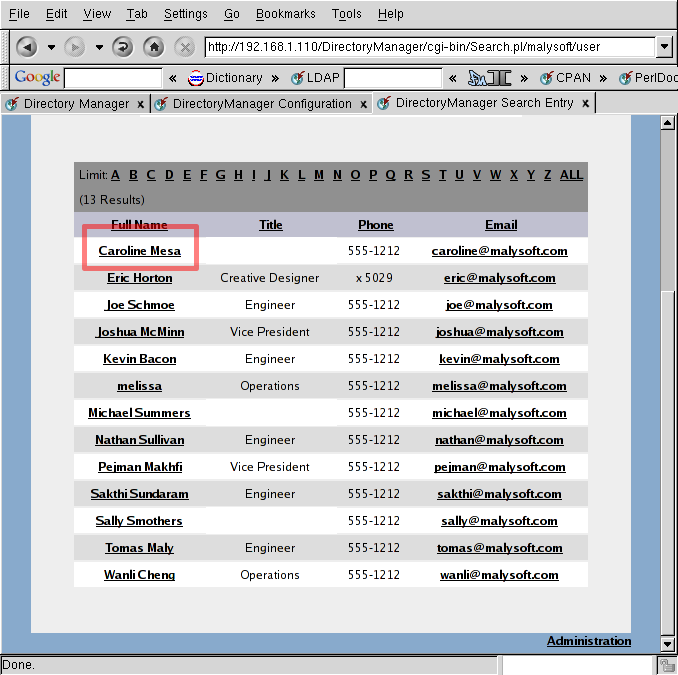 File Edit View Tab Settings Go Bookmarks Tools Help
http://192.168.1.110/DirectoryManager/cgi-bin/Search.pl/malysoft/user
Google « Dictionary » LDAP « » CPAN » PerlDoc
Directory Manager x DirectoryManager Configuration x DirectoryManager Search Entry x
Limit: A B C D E F G H I J K L M N O P Q R S T U V W X Y Z ALL
(13 Results)
Full Name Title Phone Email
Caroline Mesa 555-1212 caroline@malysoft.com
Eric Horton Creative Designer x 5029 eric@malysoft.com
Joe Schmoe Engineer 555-1212 joe@malysoft.com
Joshua McMinn Vice President 555-1212 joshua@malysoft.com
Kevin Bacon Engineer 555-1212 kevin@malysoft.com
melissa Operations 555-1212 melissa@malysoft.com
Michael Summers 555-1212 michael@malysoft.com
Nathan Sullivan Engineer 555-1212 nathan@malysoft.com
Pejman Makhfi Vice President 555-1212 pejman@malysoft.com
Sakthi Sundaram Engineer 555-1212 sakthi@malysoft.com
Sally Smothers 555-1212 sally@malysoft.com
Tomas Maly Engineer 555-1212 tomas@malysoft.com
Wanli Cheng Operations 555-1212 wanli@malysoft.com
Administration
Done.